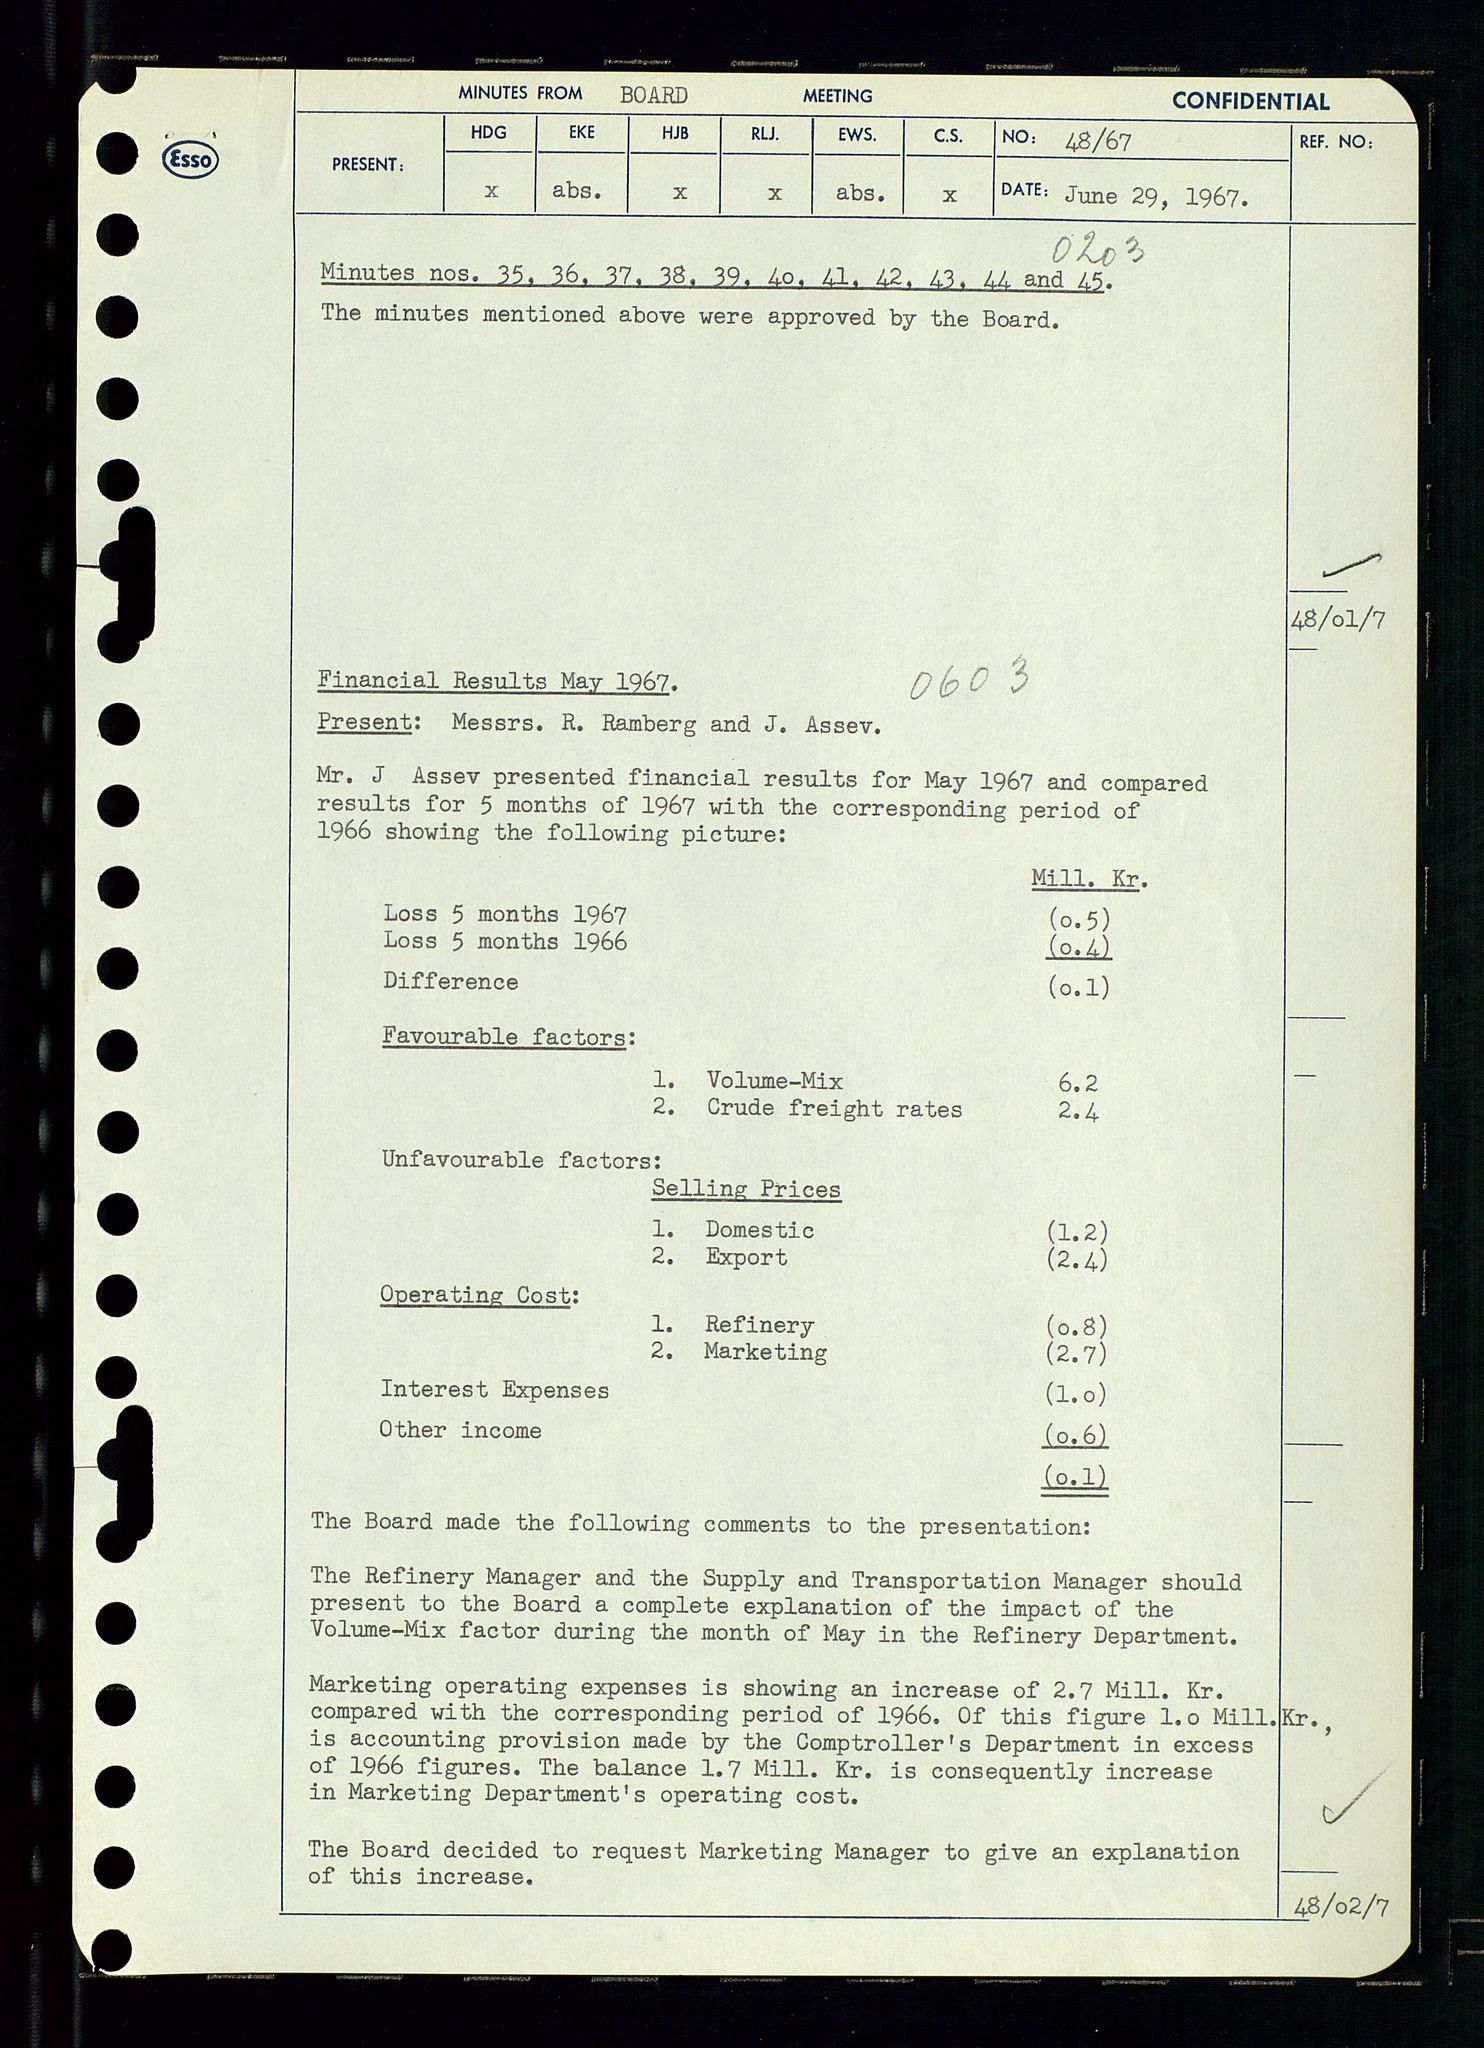 MINUTES FROM BOARD MEETING CONFIDENTIAL
Esso
PRESENT: HDG EKE HJB RLJ. EWS. C.S. NO: 48/67 REF. NO:
x abs. x x abs. x DATE: June 29, 1967.
0203
Minutes nos. 35, 36, 37, 38, 39, 4o, 41, 42, 43, 44 and 45.
The minutes mentioned above were approved by the Board.
48/o1/7
Financial Results May 1967. 0603
Present: Messrs. R. Ramberg and J. Assev.
Mr. J Assev presented financial results for May 1967 and compared
results for 5 months of 1967 with the corresponding period of
1966 showing the following picture:
Mill. Kr.
Loss 5 months 1967 (o.5)
Loss 5 months 1966 (o.4)
Difference (o.1)
Favourable factors:
1. Volume-Mix 6.2
2. Crude freight rates 2.4
Unfavourable factors:
Selling Prices
1. Domestic (1.2)
2. Export (2.4)
Operating Cost:
1. Refinery (o.8)
2. Marketing (2.7)
Interest Expenses (1.o)
Other income (o.6)
(o.1)
The Board made the following comments to the presentation:
The Refinery Manager and the Supply and Transportation Manager should
present to the Board a complete explanation of the impact of the
Volume-Mix factor during the month of May in the Refinery Department.
Marketing operating expenses is showing an increase of 2.7 Mill. Kr.
compared with the corresponding period of 1966. Of this figure 1.o Mill. Kr.,
is accounting provision made by the Comptroller's Department in excess
of 1966 figures. The balance 1.7 Mill. Kr. is consequently increase
in Marketing Department's operating cost.
The Board decided to request Marketing Manager to give an explanation
of this increase.
48/o2/7